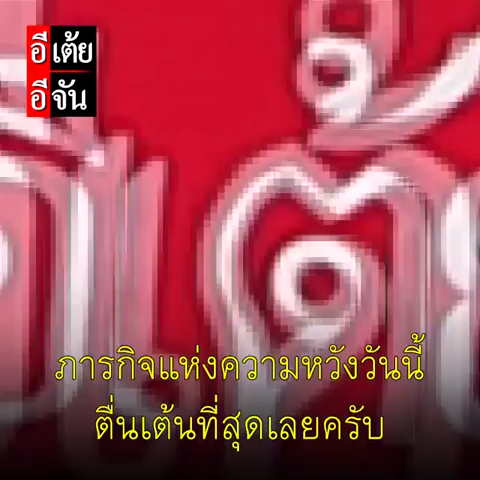 อีเต้ย
อีจัน
ภารกิจแห่งความหวังวันนี้
ตื่นเต้นที่สุดเลยครับ